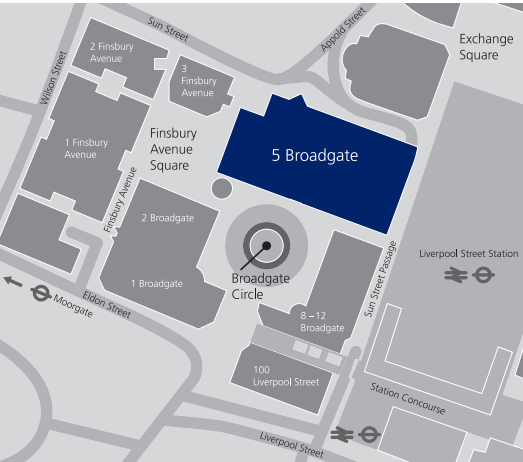 Sun Street
Appold Street
Exchange
Square
2 Finsbury
Avenue
3
Finsbury
Avenue
Wilson Street
1 Finsbury
Avenue
Finsbury
Avenue
Square
5 Broadgate
Finsbury Avenue
2 Broadgate
1 Broadgate
Broadgate
Circle
Sun Street Passage
Liverpool Street Station
Moorgate
Eldon Street
8 – 12
Broadgate
100
Liverpool Street
Station Concourse
Liverpool Street